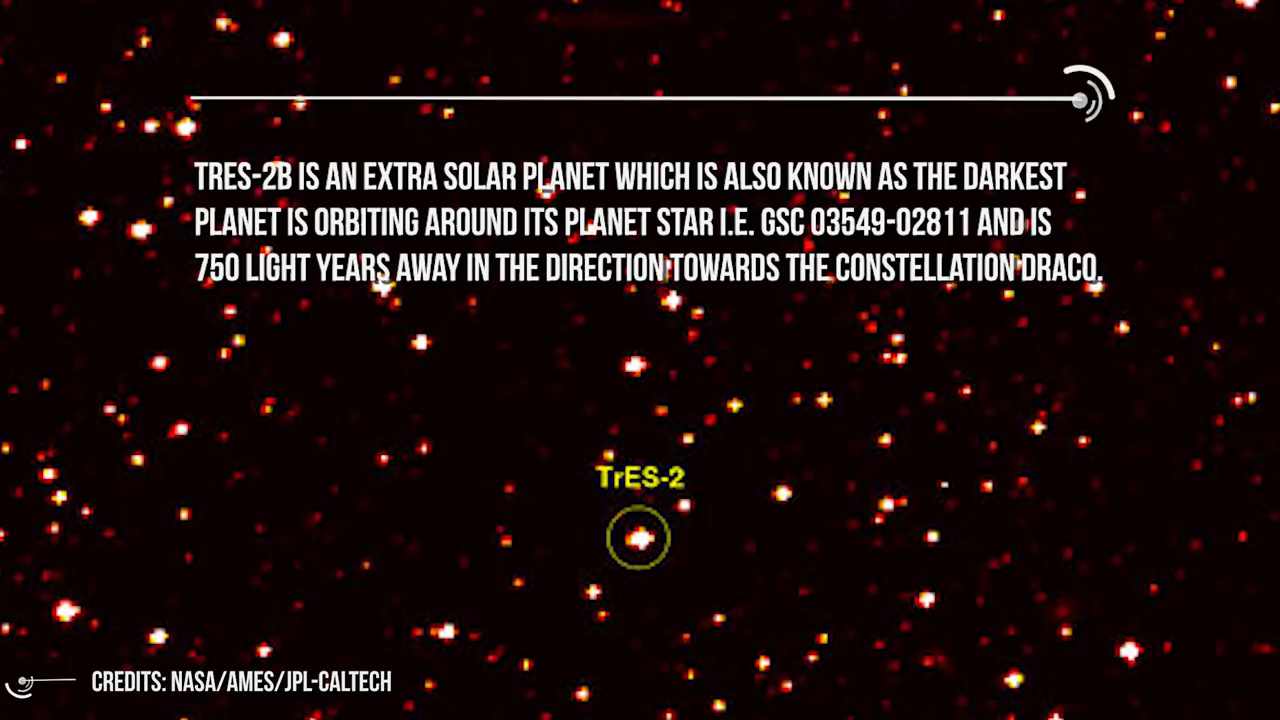 TRES-2B IS AN EXTRA SOLAR PLANET WHICH IS ALSO KNOWN AS THE DARKEST
PLANET IS ORBITING AROUND ITS PLANET STAR I.E. GSC 03549-02811 AND IS
750 LIGHT YEARS AWAY IN THE DIRECTION TOWARDS THE CONSTELLATION DRACO.
TrES-2
CREDITS: NASA/AMES/JPL-CALTECH